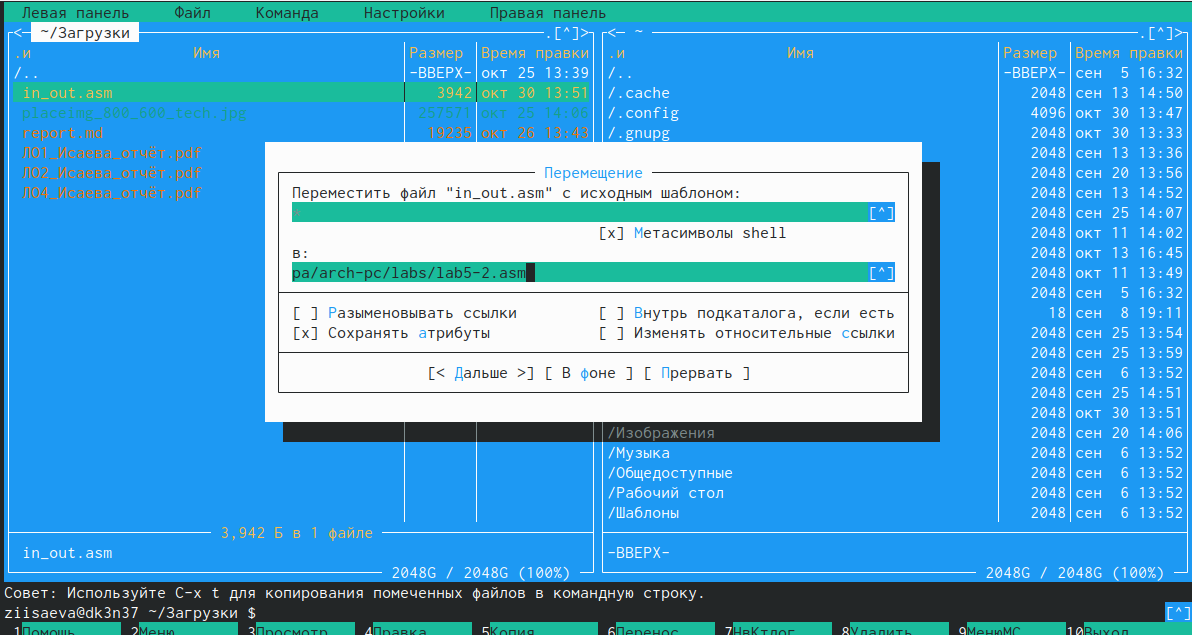 Левая панель Файл Команда Настройки Правая панель
<— ~/Загрузки .[^]>
.и Имя Размер Время правки
/.. -ВВЕРХ- окт 25 13:39
in_out.asm 3942 окт 30 13:51
placeimg_800_600_tech.jpg 257571 окт 25 14:06
report.md 19235 окт 26 13:43
Л01_Исаева_отчёт.pdf
Л02_Исаева_отчёт.pdf
Л04_Исаева_отчёт.pdf
3,942 Б в 1 файле
in_out.asm
2048G / 2048G (100%)
<— ~ .[^]>
.и Имя Размер Время правки
/.. -ВВЕРХ- сен 5 16:32
/.cache 2048 сен 13 14:50
/.config 4096 окт 30 13:47
/.gnupg 2048 окт 30 13:33
2048 сен 13 13:36
2048 сен 20 13:56
2048 сен 13 14:52
2048 сен 25 14:07
2048 окт 11 14:02
2048 окт 13 16:45
2048 окт 11 13:49
2048 сен 5 16:32
18 сен 8 19:11
2048 сен 25 13:54
2048 сен 25 13:59
2048 сен 6 13:52
2048 сен 25 14:51
2048 окт 30 13:51
/Изображения 2048 сен 20 14:06
/Музыка 2048 сен 6 13:52
/Общедоступные 2048 сен 6 13:52
/Рабочий стол 2048 сен 6 13:52
/Шаблоны 2048 сен 6 13:52
-ВВЕРХ-
2048G / 2048G (100%)
Перемещение
Переместить файл "in_out.asm" с исходным шаблоном:
[^]
[x] Метасимволы shell
в:
pa/arch-pc/labs/lab5-2.asm [^]
[ ] Разыменовывать ссылки [ ] Внутрь подкаталога, если есть
[x] Сохранять атрибуты [ ] Изменять относительные ссылки
[< Дальше >] [ В фоне ] [ Прервать ]
Совет: Используйте C-x t для копирования помеченных файлов в командную строку.
ziisaeva@dk3n37 ~/Загрузки $ [^]
1Помощь 2Меню 3Просмотр 4Правка 5Копия 6Перенос 7НвКтлог 8Удалить 9МенюMC 10Выход